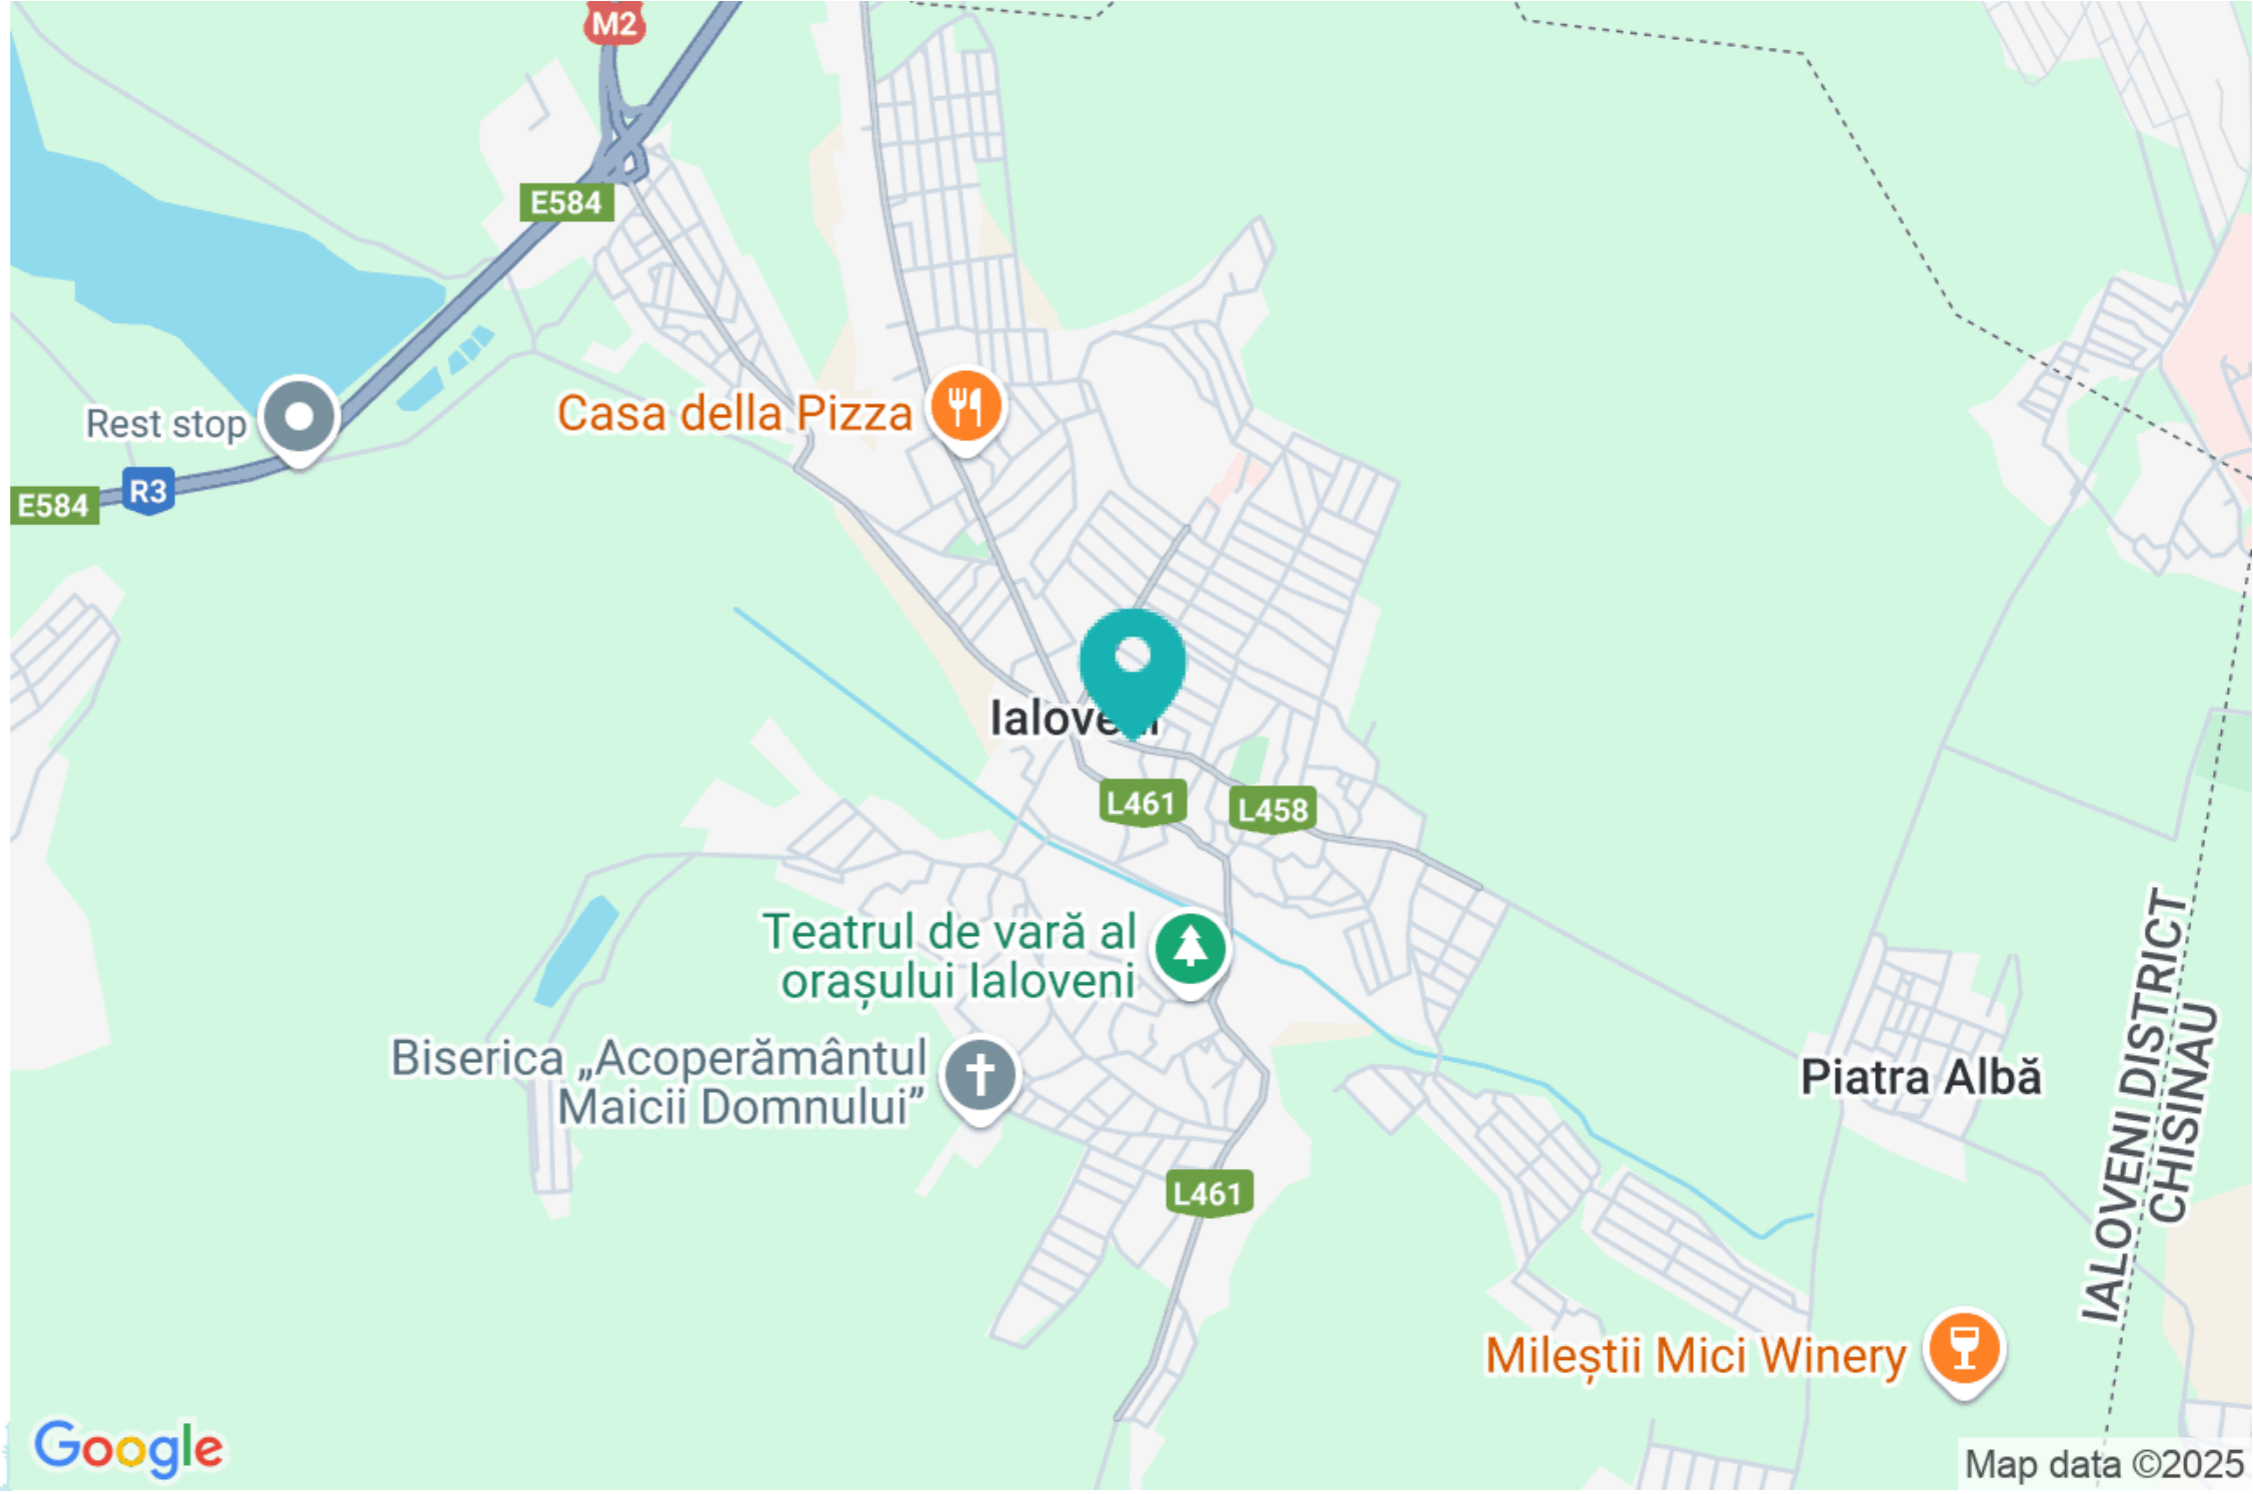 M2
E584
Casa della Pizza
Rest stop
R3
E584
L461
L458
Teatrul de vară al
orașului Ialoveni
Biserica „Acoperământul
Maicii Domnului”
Piatra Albă
IALOVENI DISTRICT
CHISINAU
L461
Mileștii Mici Winery
Google
Map data ©2025